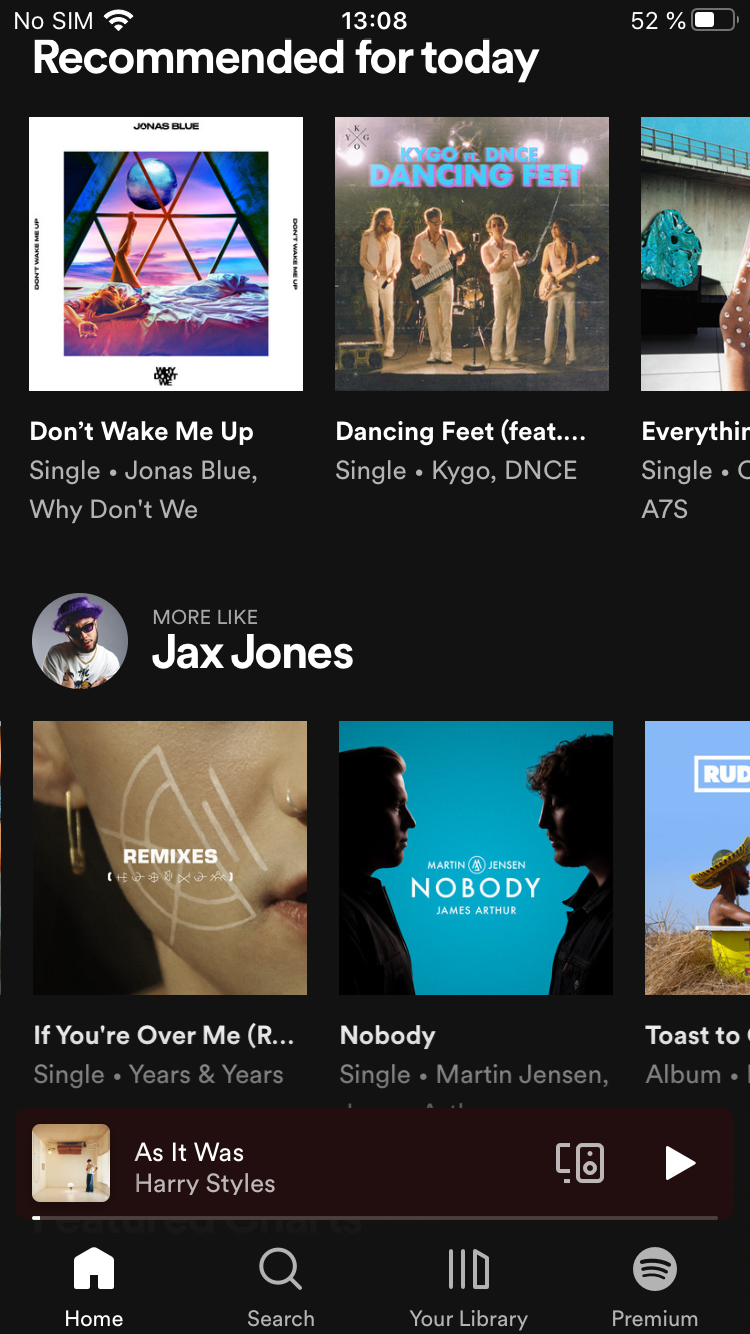 No SIM 13:08 52 %
Recommended for today
JONAS BLUE
DON'T WAKE ME UP
DON'T WAKE ME UP
WHY DON'T WE
KYGO
KYGO FT. DNCE
DANCING FEET
Don’t Wake Me Up
Single • Jonas Blue,
Why Don't We
Dancing Feet (feat....
Single • Kygo, DNCE
Single •
A7S
MORE LIKE
Jax Jones
REMIXES
MARTIN JENSEN
NOBODY
JAMES ARTHUR
RUD
If You're Over Me (R...
Single • Years & Years
Nobody
Single • Martin Jensen,
Toast to
Album •
As It Was
Harry Styles
Featured Charts
Home
Search
Your Library
Premium